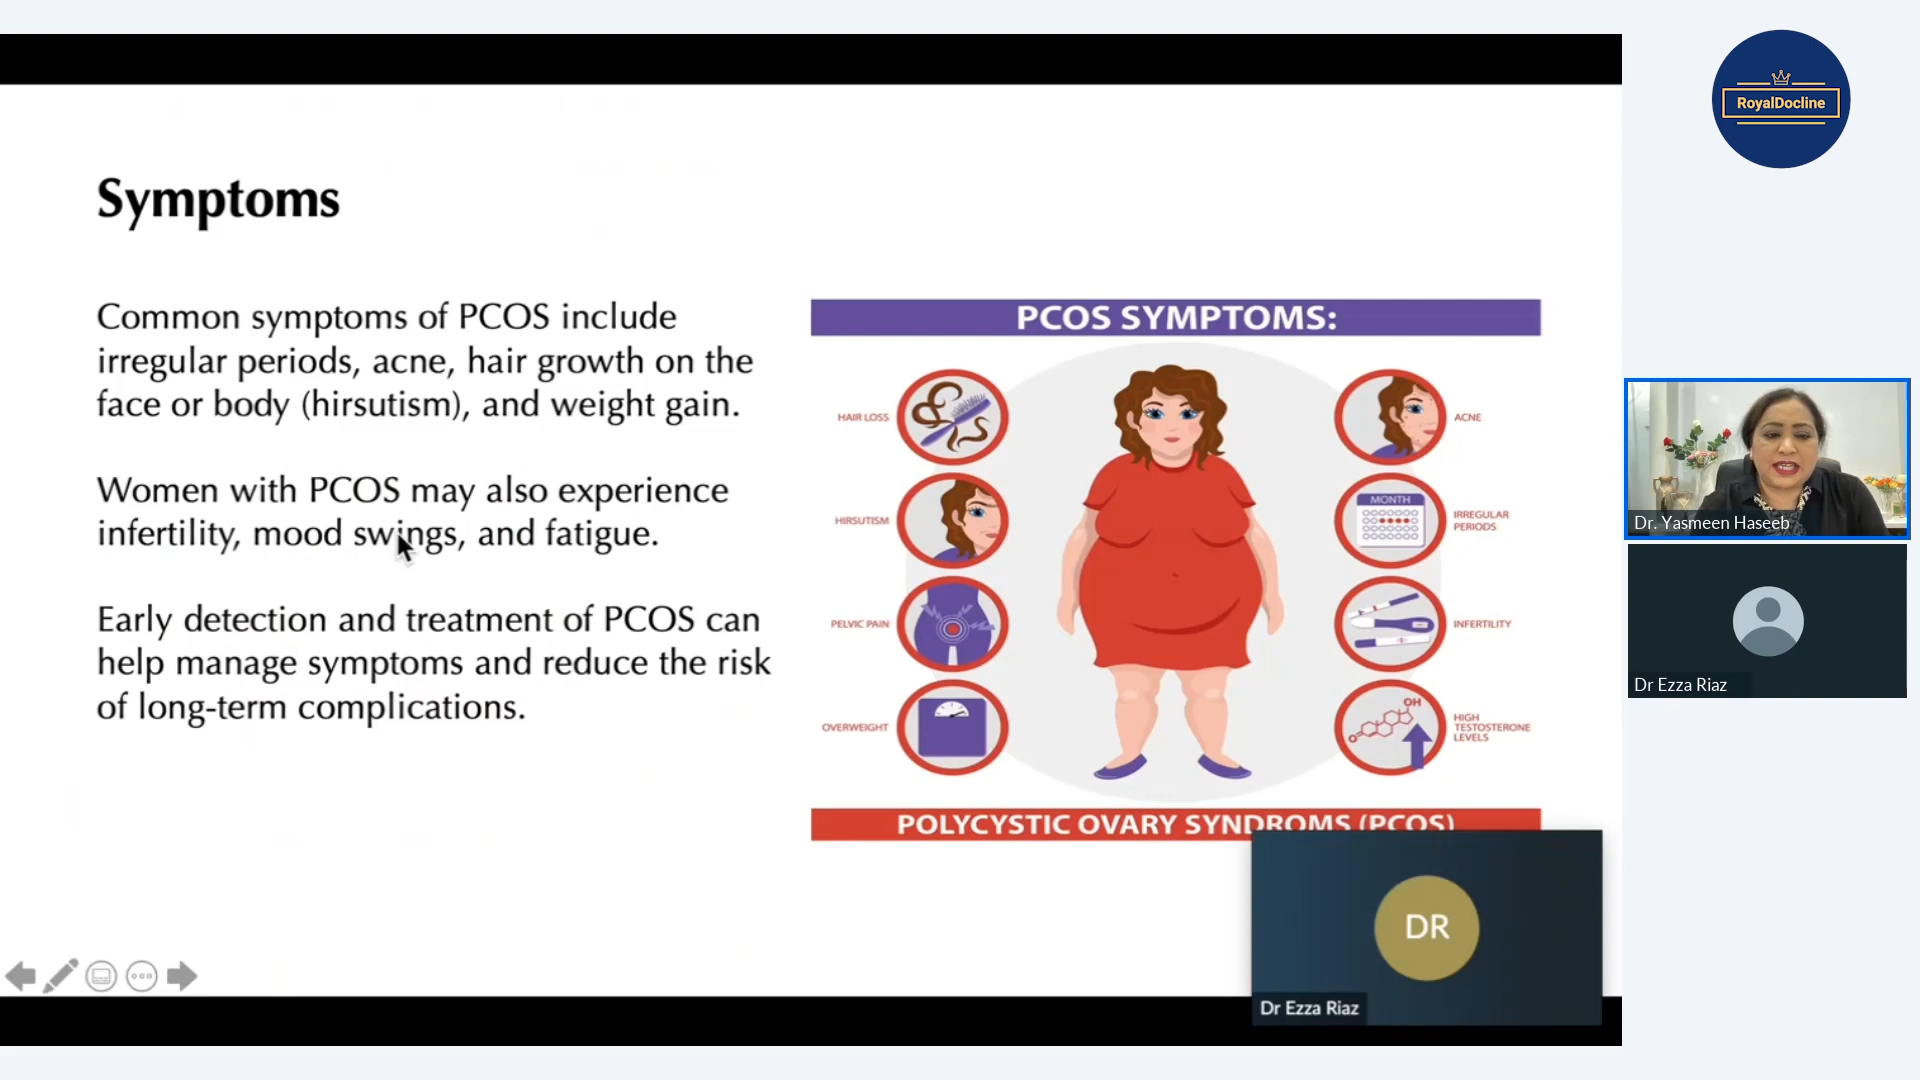 RoyalDocline
Symptoms
Common symptoms of PCOS include
irregular periods, acne, hair growth on the
face or body (hirsutism), and weight gain.
Women with PCOS may also experience
infertility, mood swings, and fatigue.
Early detection and treatment of PCOS can
help manage symptoms and reduce the risk
of long-term complications.
PCOS SYMPTOMS:
HAIR LOSS
HIRSUTISM
PELVIC PAIN
OVERWEIGHT
ACNE
MONTH
IRREGULAR
PERIODS
INFERTILITY
OH
O
HIGH
TESTOSTERONE
LEVELS
POLYCYSTIC OVARY SYNDROMS (PCOS)
DR
Dr Ezza Riaz
Dr. Yasmeen Haseeb
Dr Ezza Riaz